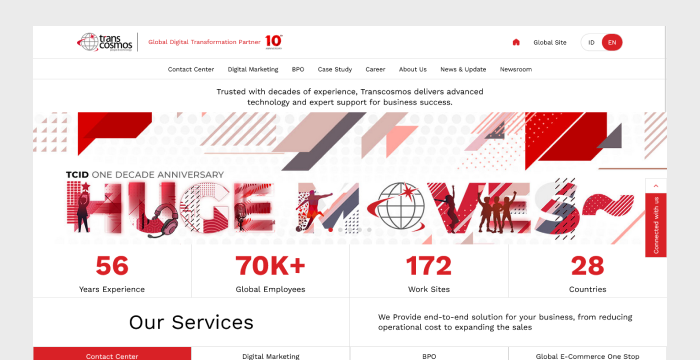 trans
cosmos
Global Digital Transformation Partner
10
Global Site
ID
EN
Contact Center
Digital Marketing
BPO
Case Study
Career
About Us
News & Update
Newsroom
Trusted with decades of experience, Transcosmos delivers advanced
technology and expert support for business success.
TCID ONE DECADE ANNIVERSARY
HUGE MOVES~
Connected with us
56
70K+
172
28
Years Experience
Global Employees
Work Sites
Countries
Our Services
We Provide end-to-end solution for your business, from reducing
operational cost to expanding the sales
Contact Center
Digital Marketing
BPO
Global E-Commerce One Stop